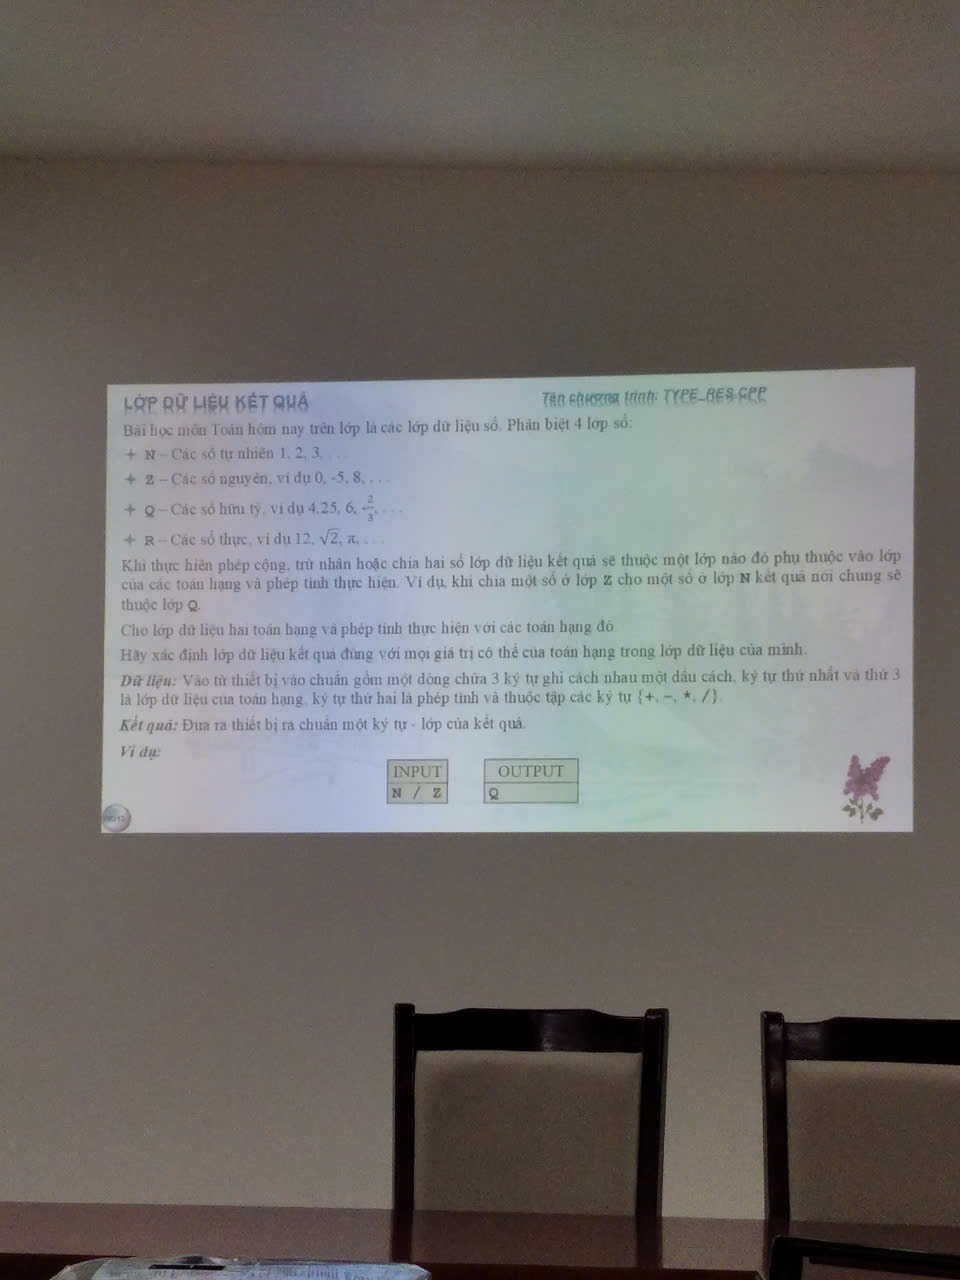 LỚP DỮ LIỆU KẾT QUẢ Tên chương trình: TYPE_RES.CPP
Bài học môn Toán hôm nay trên lớp là các lớp dữ liệu số. Phân biệt 4 lớp số:
N – Các số tự nhiên 1, 2, 3, . . .
Z – Các số nguyên, ví dụ 0, -5, 8, . . .
Q – Các số hữu tỷ, ví dụ 4.25, 6, -2/3, . . .
R – Các số thực, ví dụ 12, √2, π, . . .
Khi thực hiện phép cộng, trừ nhân hoặc chia hai số lớp dữ liệu kết quả sẽ thuộc một lớp nào đó phụ thuộc vào lớp
của các toán hạng và phép tính thực hiện. Ví dụ, khi chia một số ở lớp Z cho một số ở lớp N kết quả nói chung sẽ
thuộc lớp Q.
Cho lớp dữ liệu hai toán hạng và phép tính thực hiện với các toán hạng đó.
Hãy xác định lớp dữ liệu kết quả đúng với mọi giá trị có thể của toán hạng trong lớp dữ liệu của mình.
Dữ liệu: Vào từ thiết bị vào chuẩn gồm một dòng chứa 3 ký tự ghi cách nhau một dấu cách, ký tự thứ nhất và thứ 3
là lớp dữ liệu của toán hạng, ký tự thứ hai là phép tính và thuộc tập các ký tự {+, -, *, /}.
Kết quả: Đưa ra thiết bị ra chuẩn một ký tự - lớp của kết quả.
Ví dụ:
INPUT OUTPUT
N / Z Q